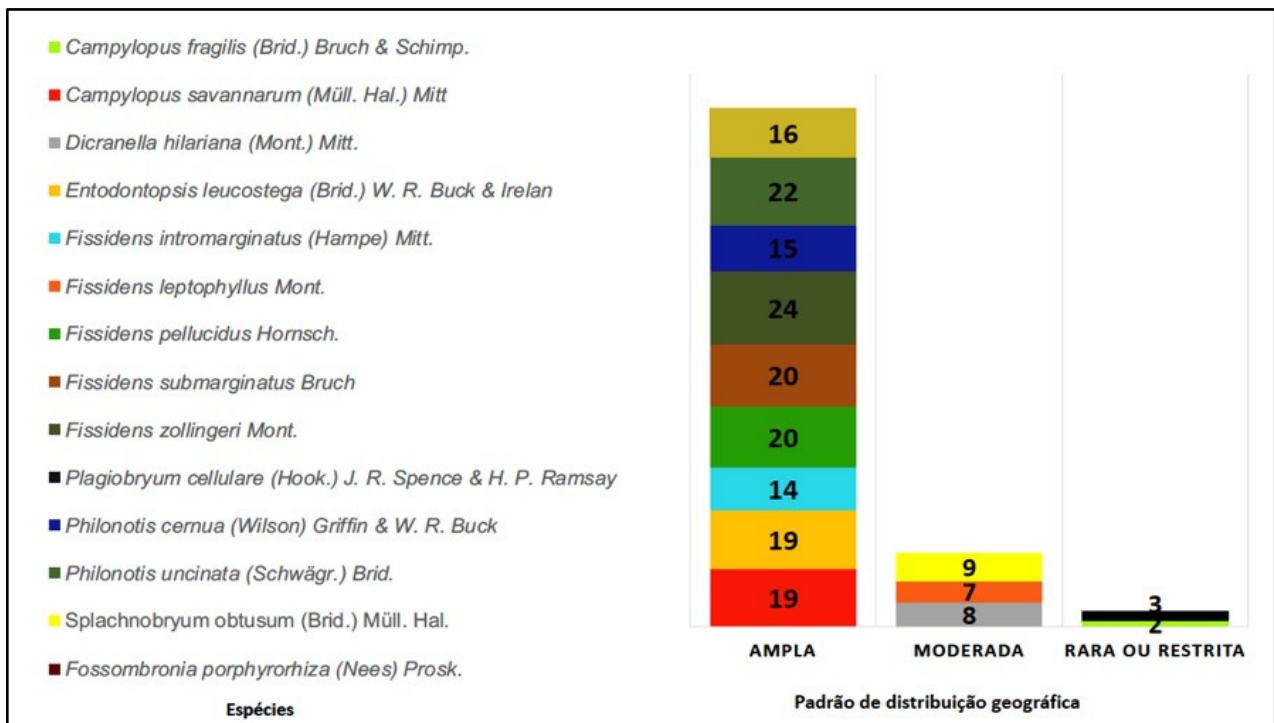 Campylopus fragilis (Brid.) Bruch & Schimp.
Campylopus savannarum (Müll. Hal.) Mitt
Dicranella hilariana (Mont.) Mitt.
Entodontopsis leucostega (Brid.) W. R. Buck & Irelan
Fissidens intromarginatus (Hampe) Mitt.
Fissidens leptophyllus Mont.
Fissidens pellucidus Hornsch.
Fissidens submarginatus Bruch
Fissidens zollingeri Mont.
Plagiobryum cellulare (Hook.) J. R. Spence & H. P. Ramsay
Philonotis cernua (Wilson) Griffin & W. R. Buck
Philonotis uncinata (Schwägr.) Brid.
Splachnobryum obtusum (Brid.) Müll. Hal.
Fossombronia porphyrorhiza (Nees) Prosk.
Espécies
16
22
15
24
20
20
14
19
19
9
7
8
3
2
AMPLA MODERADA RARA OU RESTRITA
Padrão de distribuição geográfica